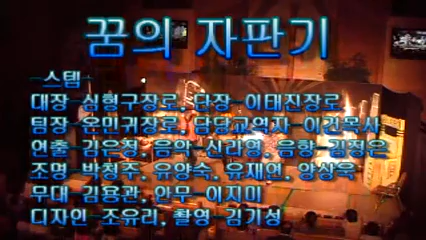 꿈의 자판기
스텝
대장 심형구장로, 단장 이태진장로
팀장 온민귀장로, 담당교역자 이건목사
연출 김우청, 음악 신라영, 음향 김정은
조명 박정주, 유양숙, 유재연, 양상욱
무대 김용관, 안무 이지미
디자인 조유리, 촬영 김기성